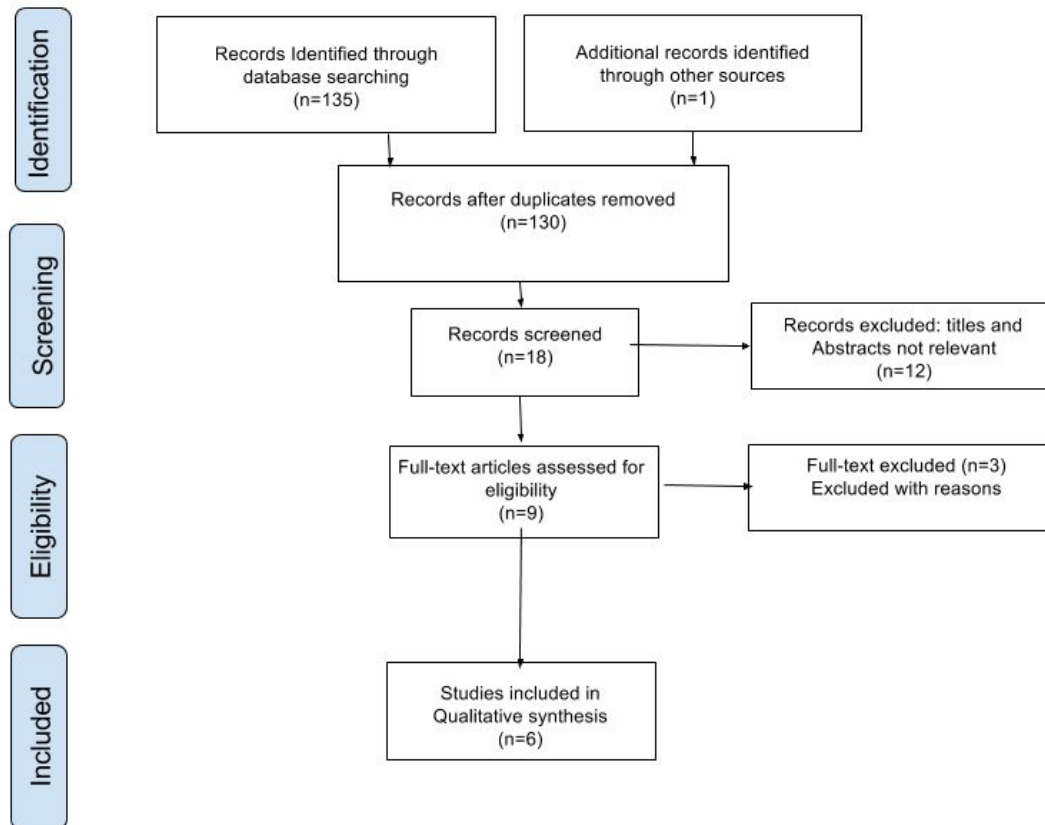 Identification
Records Identified through
database searching
(n=135)
Additional records identified
through other sources
(n=1)
Records after duplicates removed
(n=130)
Screening
Records screened
(n=18)
Records excluded: titles and
Abstracts not relevant
(n=12)
Eligibility
Full-text articles assessed for
eligibility
(n=9)
Full-text excluded (n=3)
Excluded with reasons
Included
Studies included in
Qualitative synthesis
(n=6)